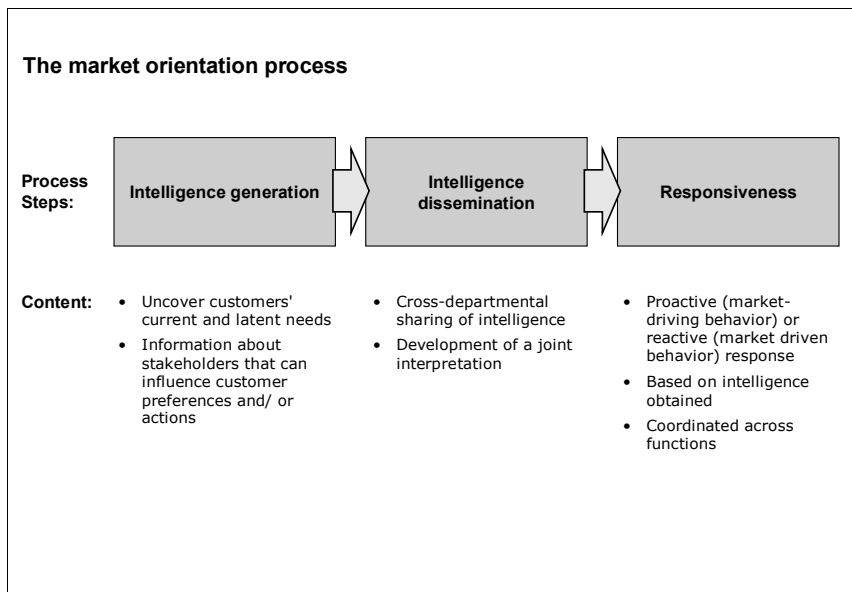 The market orientation process
Process
Steps:
Intelligence generation
Intelligence
dissemination
Responsiveness
Content:
• Uncover customers'
current and latent needs
• Information about
stakeholders that can
influence customer
preferences and/ or
actions
• Cross-departmental
sharing of intelligence
• Development of a joint
interpretation
• Proactive (market-
driving behavior) or
reactive (market driven
behavior) response
• Based on intelligence
obtained
• Coordinated across
functions